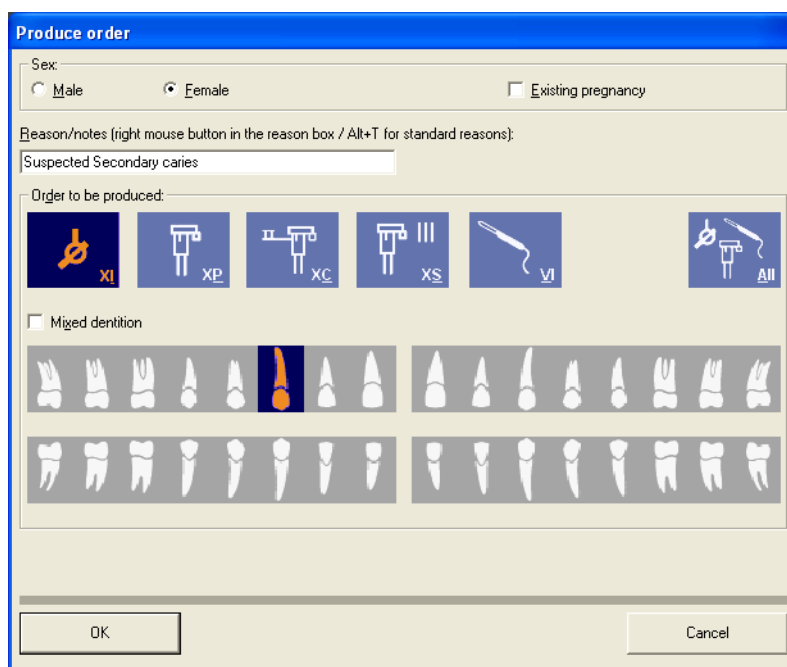 Produce order
Sex:
Male Female Existing pregnancy
Reason/notes (right mouse button in the reason box / Alt+T for standard reasons):
Suspected Secondary caries
Order to be produced:
XI XP XC XS VI All
Mixed dentition
OK Cancel